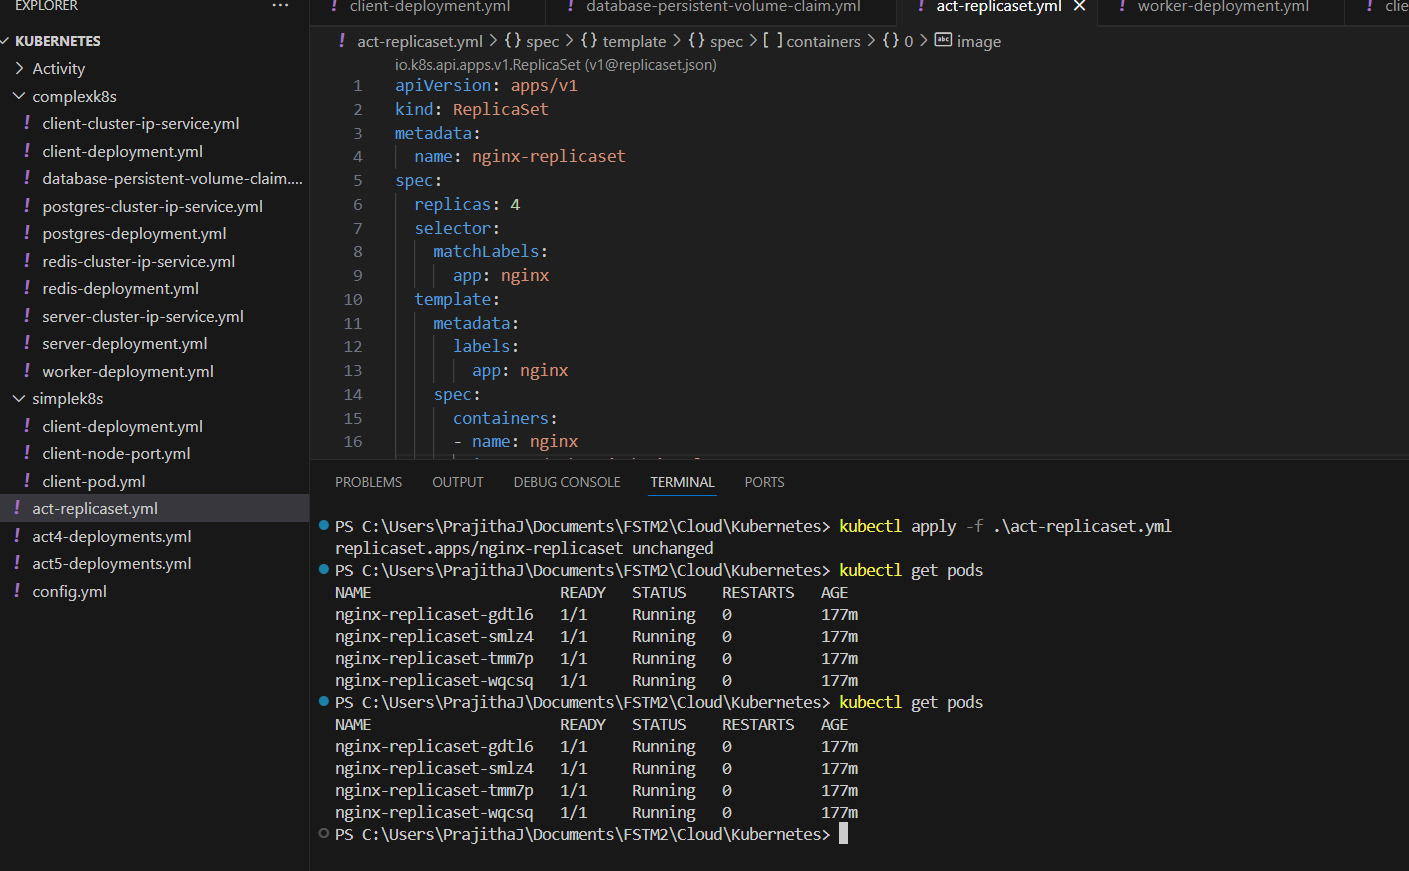 EXPLORER
KUBERNETES
Activity
complexk8s
! client-cluster-ip-service.yml
! client-deployment.yml
! database-persistent-volume-claim....
! postgres-cluster-ip-service.yml
! postgres-deployment.yml
! redis-cluster-ip-service.yml
! redis-deployment.yml
! server-cluster-ip-service.yml
! server-deployment.yml
! worker-deployment.yml
simplek8s
! client-deployment.yml
! client-node-port.yml
! client-pod.yml
! act-replicaset.yml
! act4-deployments.yml
! act5-deployments.yml
! config.yml
! client-deployment.yml ! database-persistent-volume-claim.yml ! act-replicaset.yml ! worker-deployment.yml !
! act-replicaset.yml > {} spec > {} template > {} spec > [ ] containers > {} 0 > abc image
io.k8s.api.apps.v1.ReplicaSet (v1@replicaset.json)
1 apiVersion: apps/v1
2 kind: ReplicaSet
3 metadata:
4 name: nginx-replicaset
5 spec:
6 replicas: 4
7 selector:
8 matchLabels:
9 app: nginx
10 template:
11 metadata:
12 labels:
13 app: nginx
14 spec:
15 containers:
16 - name: nginx
PROBLEMS OUTPUT DEBUG CONSOLE TERMINAL PORTS
PS C:\Users\PrajithaJ\Documents\FSTM2\Cloud\Kubernetes> kubectl apply -f .\act-replicaset.yml
replicaset.apps/nginx-replicaset unchanged
PS C:\Users\PrajithaJ\Documents\FSTM2\Cloud\Kubernetes> kubectl get pods
NAME READY STATUS RESTARTS AGE
nginx-replicaset-gdtl6 1/1 Running 0 177m
nginx-replicaset-smlz4 1/1 Running 0 177m
nginx-replicaset-tmm7p 1/1 Running 0 177m
nginx-replicaset-wqcsq 1/1 Running 0 177m
PS C:\Users\PrajithaJ\Documents\FSTM2\Cloud\Kubernetes> kubectl get pods
NAME READY STATUS RESTARTS AGE
nginx-replicaset-gdtl6 1/1 Running 0 177m
nginx-replicaset-smlz4 1/1 Running 0 177m
nginx-replicaset-tmm7p 1/1 Running 0 177m
nginx-replicaset-wqcsq 1/1 Running 0 177m
PS C:\Users\PrajithaJ\Documents\FSTM2\Cloud\Kubernetes>